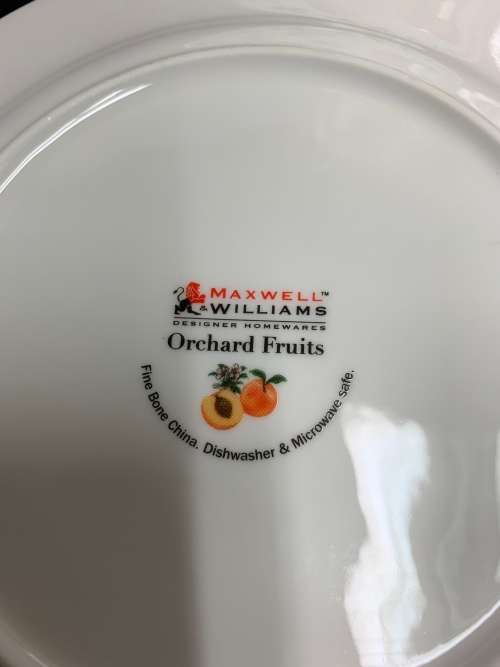 MAXWELL™
& WILLIAMS
DESIGNER HOMEWARES
Orchard Fruits
Fine Bone China. Dishwasher & Microwave safe.